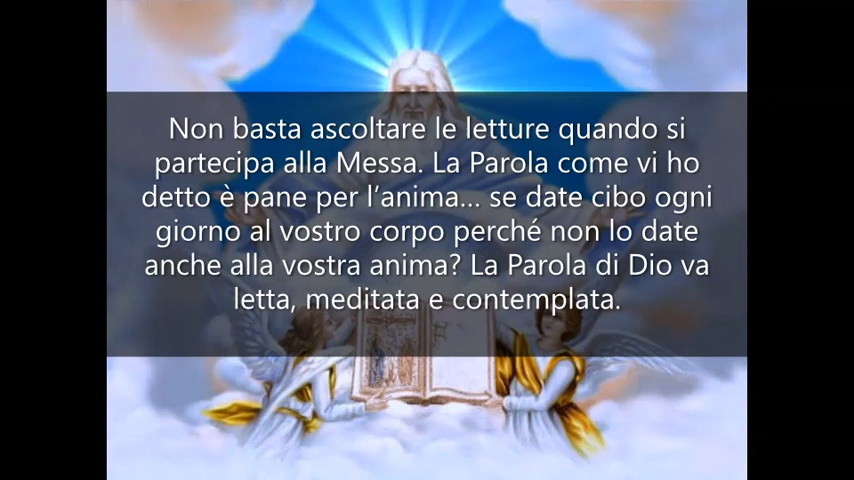 Non basta ascoltare le letture quando si
partecipa alla Messa. La Parola come vi ho
detto è pane per l’anima... se date cibo ogni
giorno al vostro corpo perché non lo date
anche alla vostra anima? La Parola di Dio va
letta, meditata e contemplata.